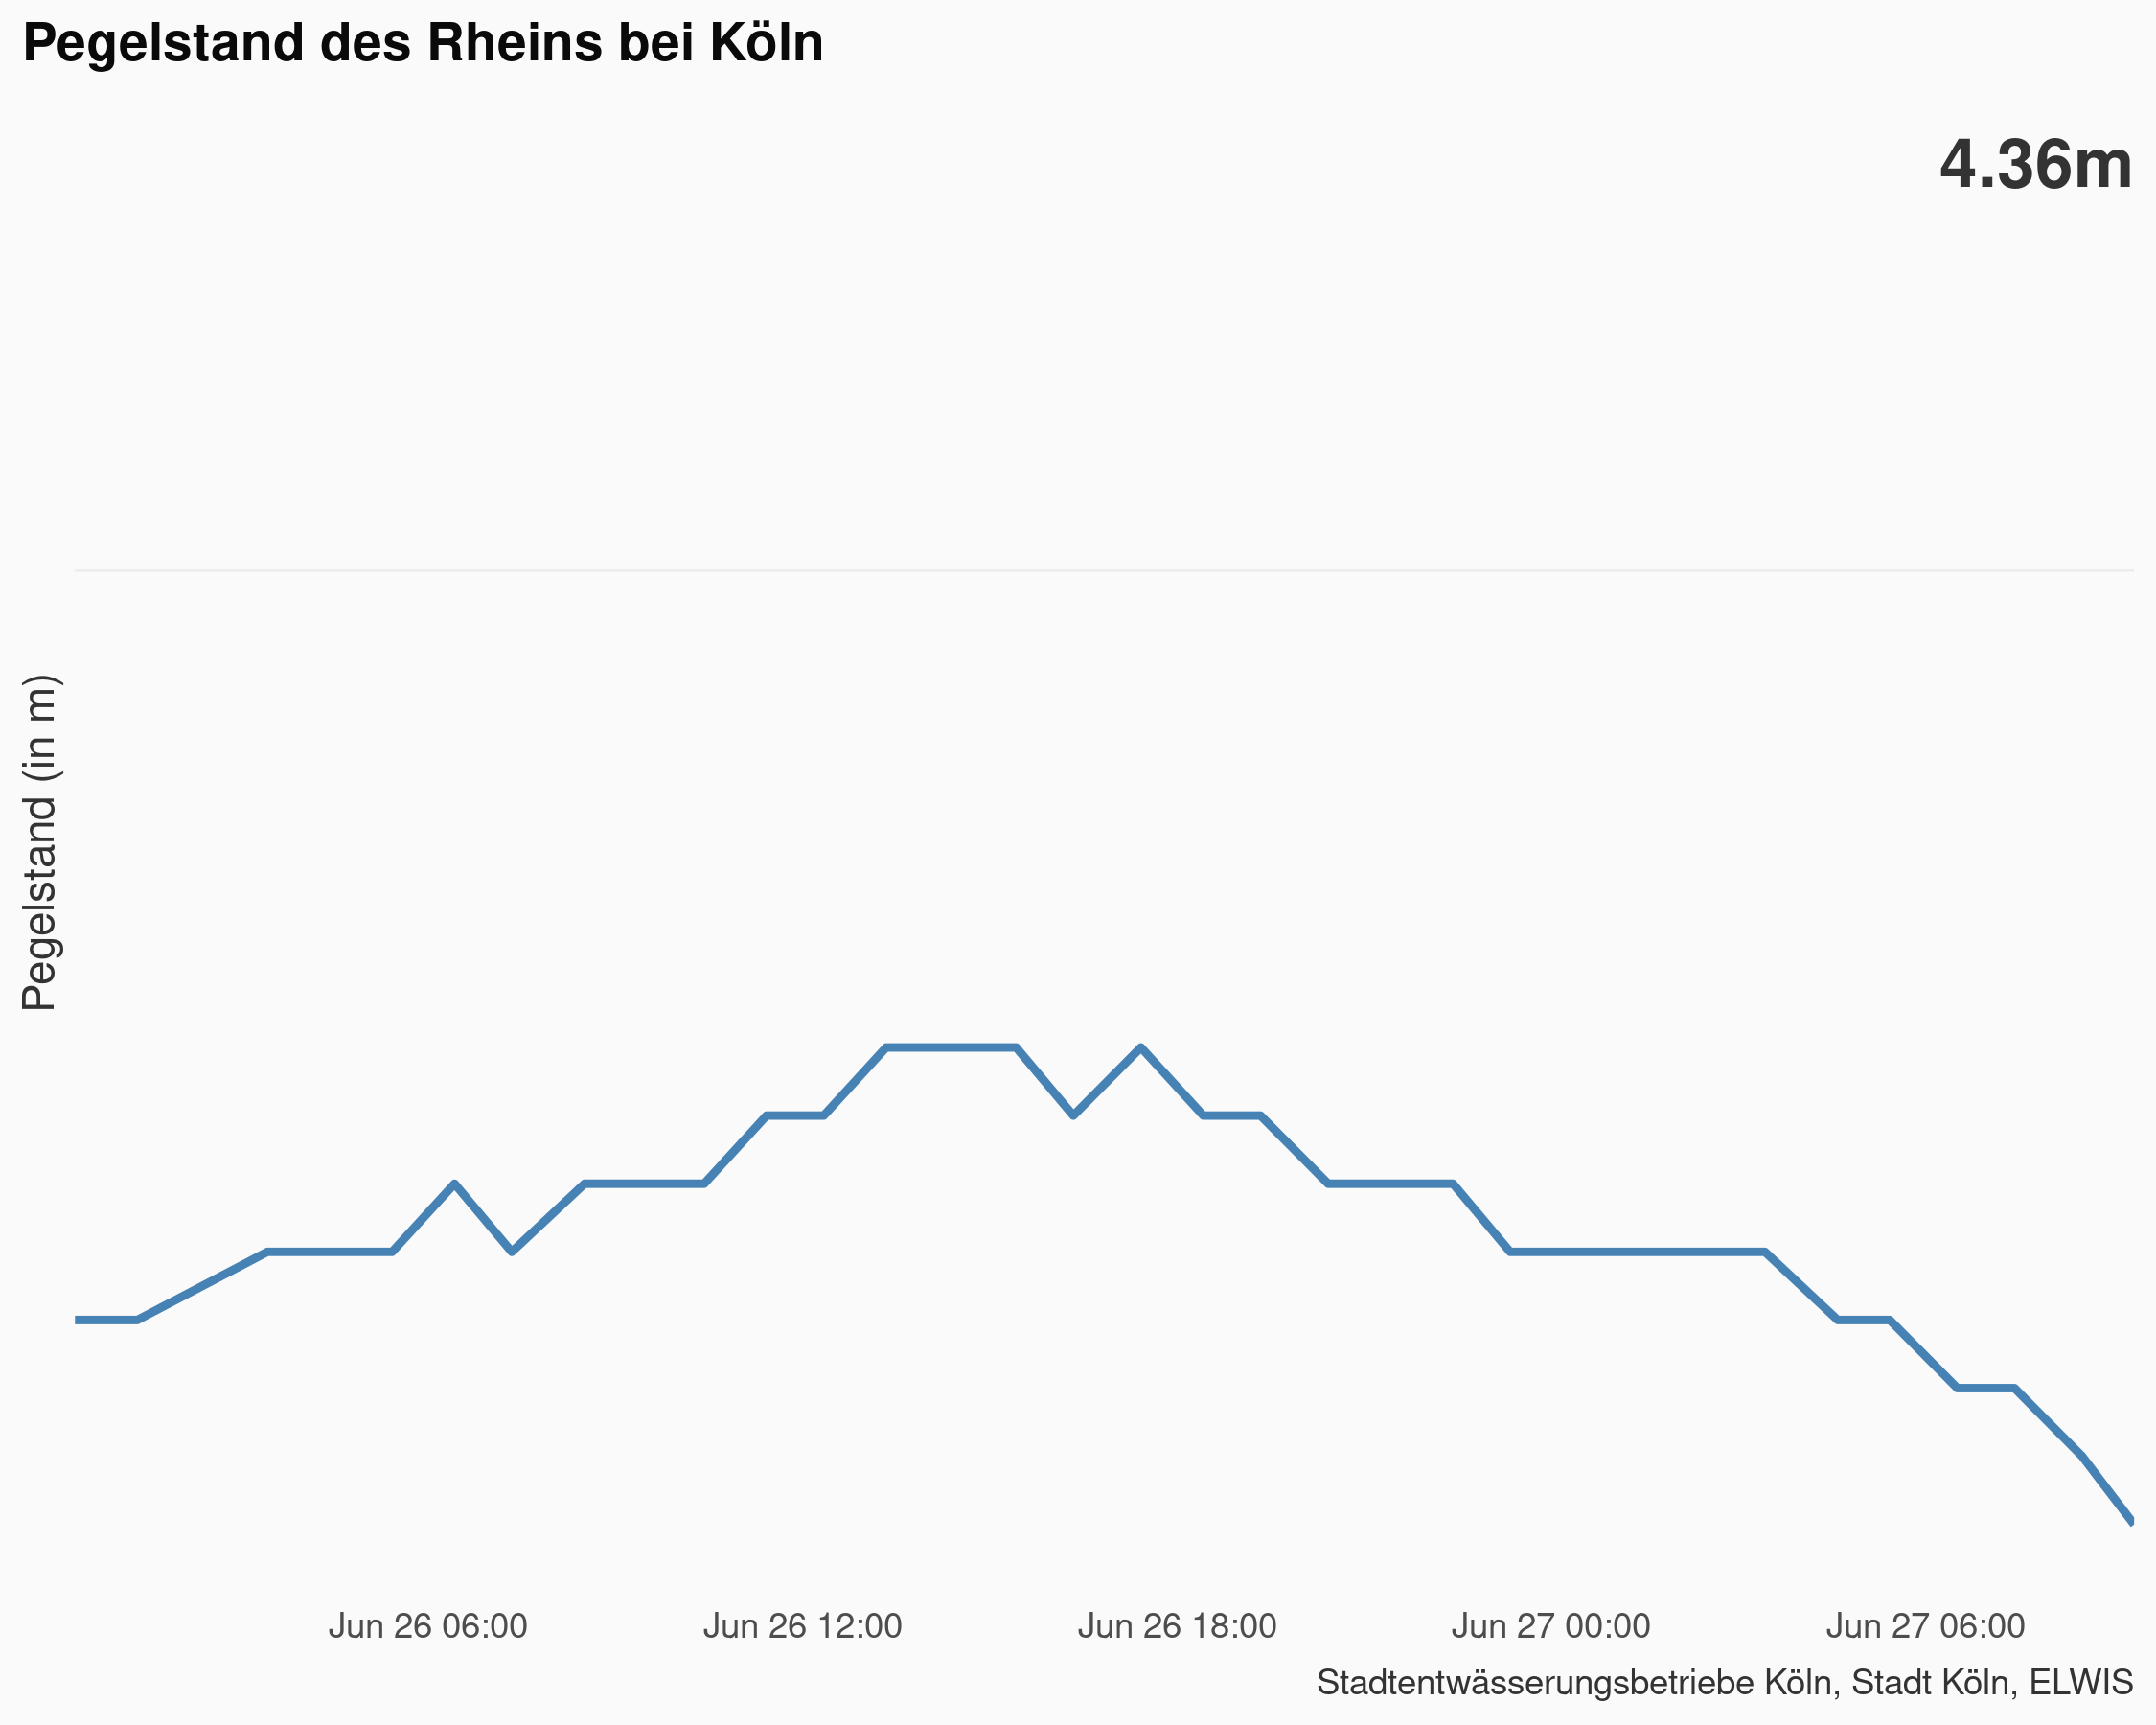 Pegelstand des Rheins bei Köln
4.36m
Pegelstand (in m)
Jun 26 06:00
Jun 26 12:00
Jun 26 18:00
Jun 27 00:00
Jun 27 06:00
Stadtentwässerungsbetriebe Köln, Stadt Köln, ELWIS